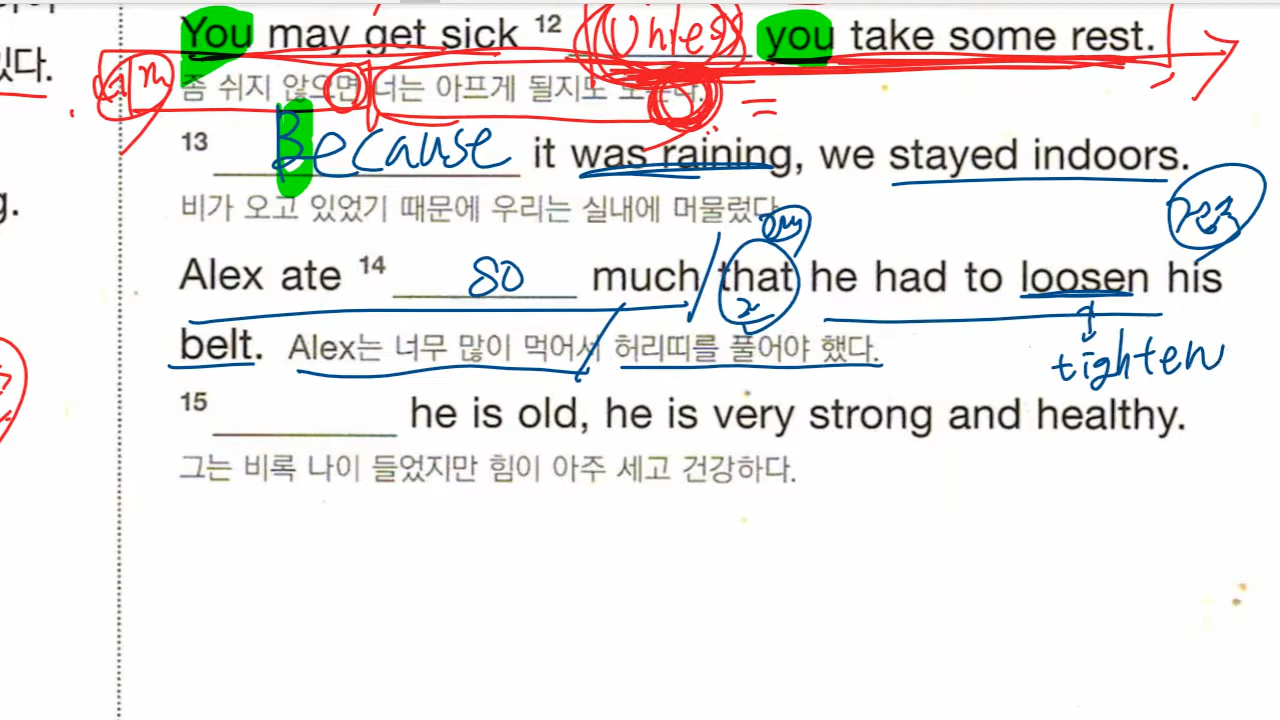 You may get sick 12 Unless you take some rest.
좀 쉬지 않으면 너는 아프게 될지도 모른다.
13 Because it was raining, we stayed indoors.
비가 오고 있었기 때문에 우리는 실내에 머물렀다
Alex ate 14 so much that he had to loosen his
belt. Alex는 너무 많이 먹어서 허리띠를 풀어야 했다.
tighten
15 he is old, he is very strong and healthy.
그는 비록 나이 들었지만 힘이 아주 세고 건강하다.
있다.
g.